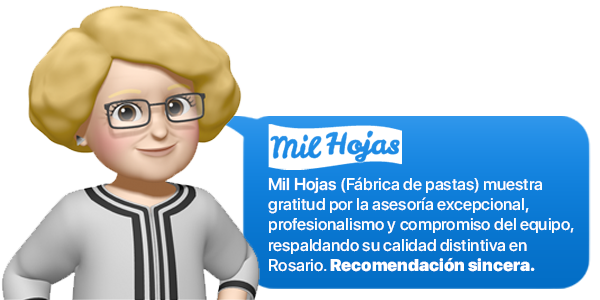 Mil Hojas
Mil Hojas (Fábrica de pastas) muestra
gratitud por la asesoría excepcional,
profesionalismo y compromiso del equipo,
respaldando su calidad distintiva en
Rosario. Recomendación sincera.